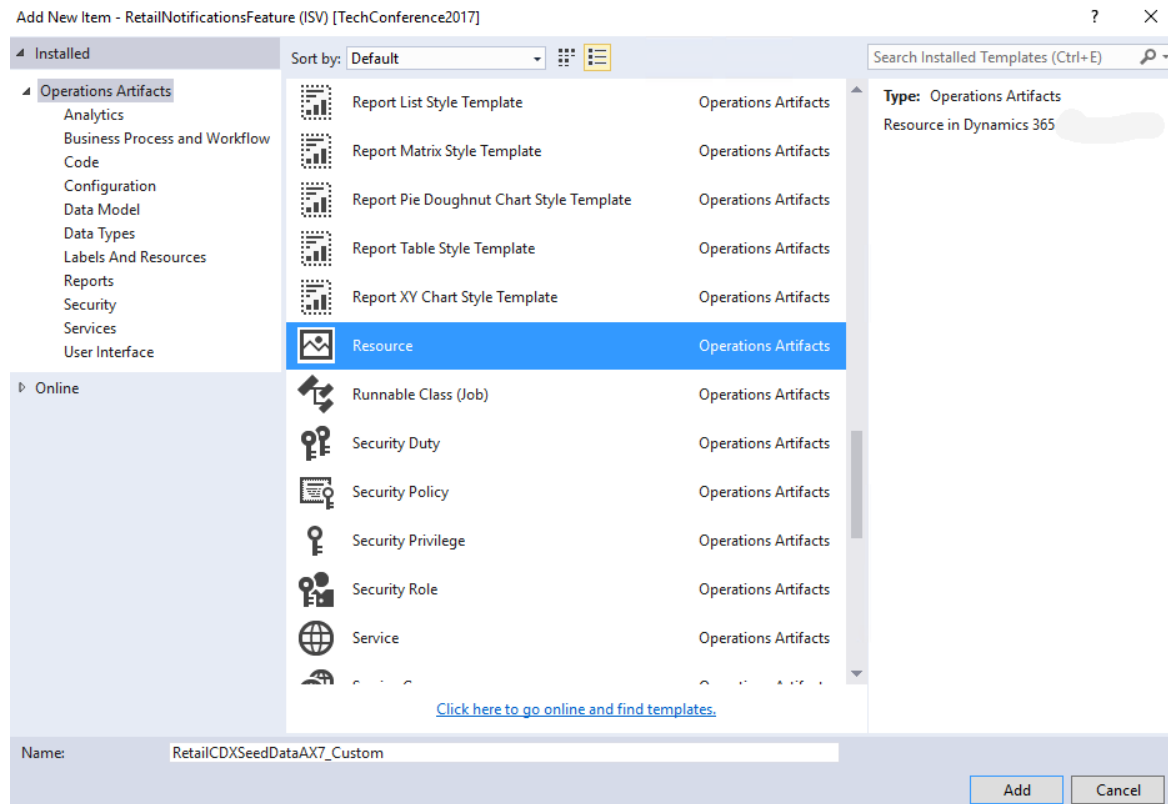 Add New Item - RetailNotificationsFeature (ISV) [TechConference2017]
? ×
Installed
Sort by: Default
Search Installed Templates (Ctrl+E)
Operations Artifacts
Analytics
Business Process and Workflow
Code
Configuration
Data Model
Data Types
Labels And Resources
Reports
Security
Services
User Interface
Online
Report List Style Template Operations Artifacts
Report Matrix Style Template Operations Artifacts
Report Pie Doughnut Chart Style Template Operations Artifacts
Report Table Style Template Operations Artifacts
Report XY Chart Style Template Operations Artifacts
Resource Operations Artifacts
Runnable Class (Job) Operations Artifacts
Security Duty Operations Artifacts
Security Policy Operations Artifacts
Security Privilege Operations Artifacts
Security Role Operations Artifacts
Service Operations Artifacts
Click here to go online and find templates.
Type: Operations Artifacts
Resource in Dynamics 365
Name: RetailCDXSeedDataAX7_Custom
Add Cancel